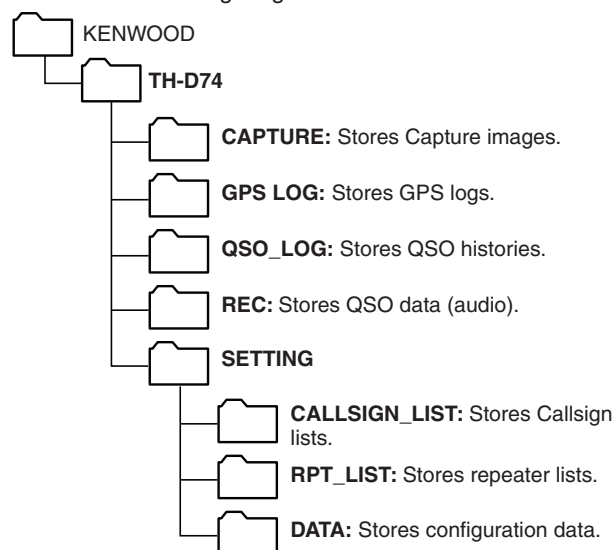 KENWOOD
TH-D74
CAPTURE: Stores Capture images.
GPS LOG: Stores GPS logs.
QSO_LOG: Stores QSO histories.
REC: Stores QSO data (audio).
SETTING
CALLSIGN_LIST: Stores Callsign
lists.
RPT_LIST: Stores repeater lists.
DATA: Stores configuration data.